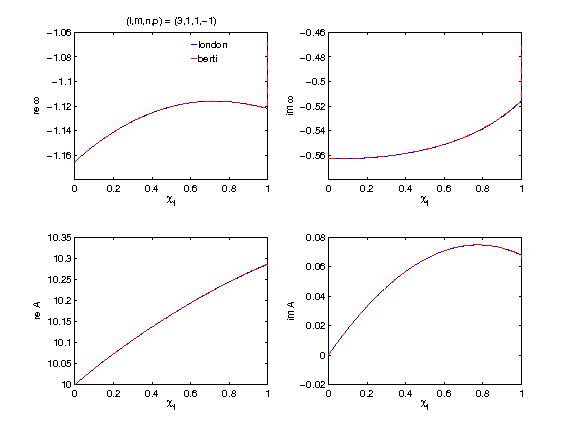 (l,m,n,p) = (3,1,1,−1)
−1.06
−1.08
−1.1
−1.12
−1.14
−1.16
re ω
london
berti
0 0.2 0.4 0.6 0.8 1
χf
−0.46
−0.48
−0.5
−0.52
−0.54
−0.56
im ω
0 0.2 0.4 0.6 0.8 1
χf
10.35
10.3
10.25
10.2
10.15
10.1
10.05
10
re A
0 0.2 0.4 0.6 0.8 1
χf
0.08
0.06
0.04
0.02
0
−0.02
im A
0 0.2 0.4 0.6 0.8 1
χf